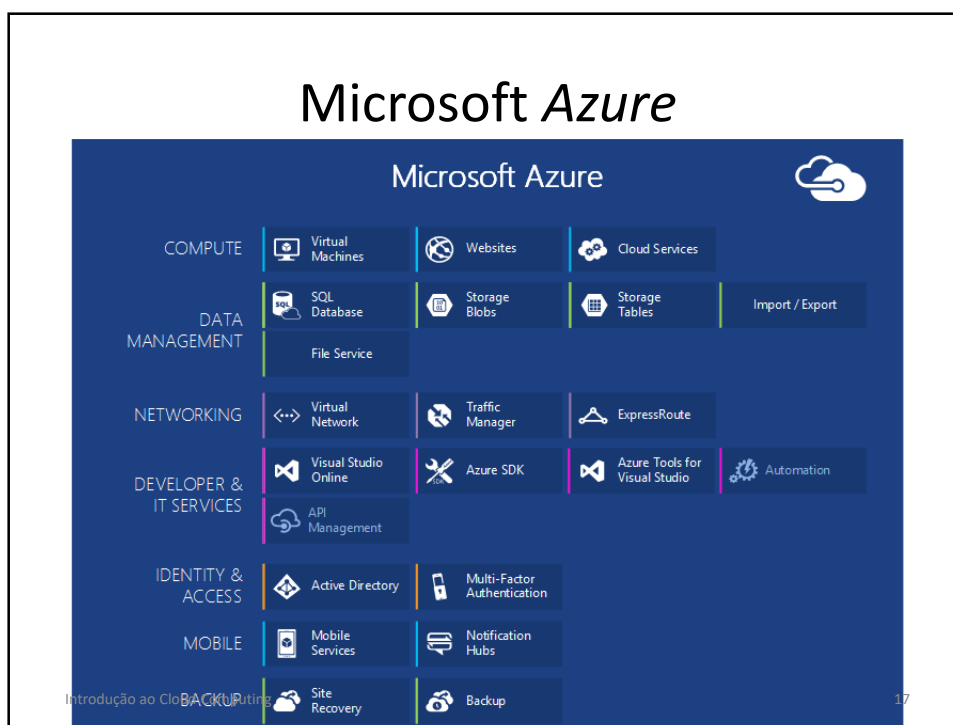 Microsoft Azure
Microsoft Azure
COMPUTE
Virtual
Machines
Websites
Cloud Services
DATA
MANAGEMENT
SQL
Database
Storage
Blobs
Storage
Tables
Import / Export
File Service
NETWORKING
Virtual
Network
Traffic
Manager
ExpressRoute
DEVELOPER &
IT SERVICES
Visual Studio
Online
SDK
Azure SDK
Azure Tools for
Visual Studio
Automation
API
Management
IDENTITY &
ACCESS
Active Directory
Multi-Factor
Authentication
MOBILE
Mobile
Services
Notification
Hubs
BACKUP
Site
Recovery
Backup
Introdução ao Cloud Computing
17